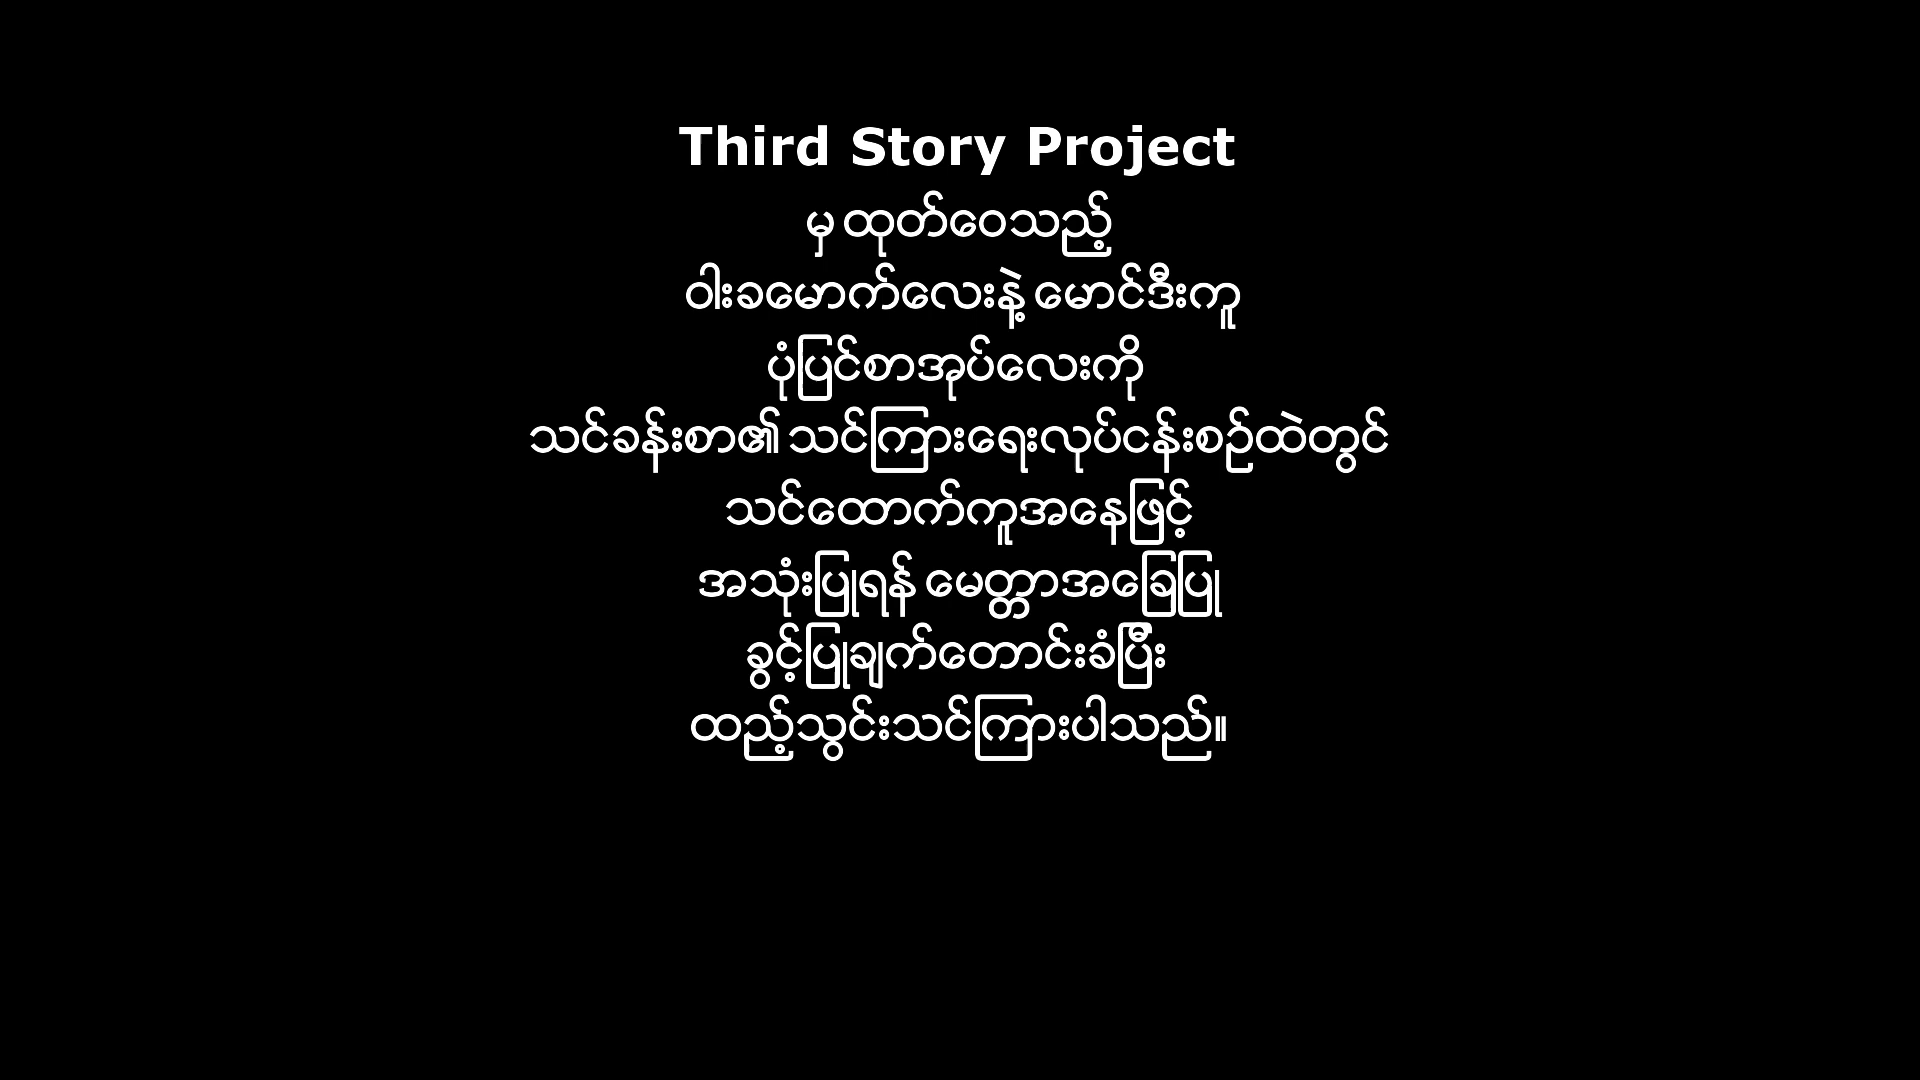 Third Story Project
မှ ထုတ်ဝေသည့်
ဝါးခမောက်လေးနဲ့ မောင်ဒီးကူ
ပုံပြင်စာအုပ်လေးကို
သင်ခန်းစာ၏ သင်ကြားရေးလုပ်ငန်းစဉ်ထဲတွင်
သင်ထောက်ကူအနေဖြင့်
အသုံးပြုရန် မေတ္တာအခြေပြု
ခွင့်ပြုချက်တောင်းခံပြီး
ထည့်သွင်းသင်ကြားပါသည်။